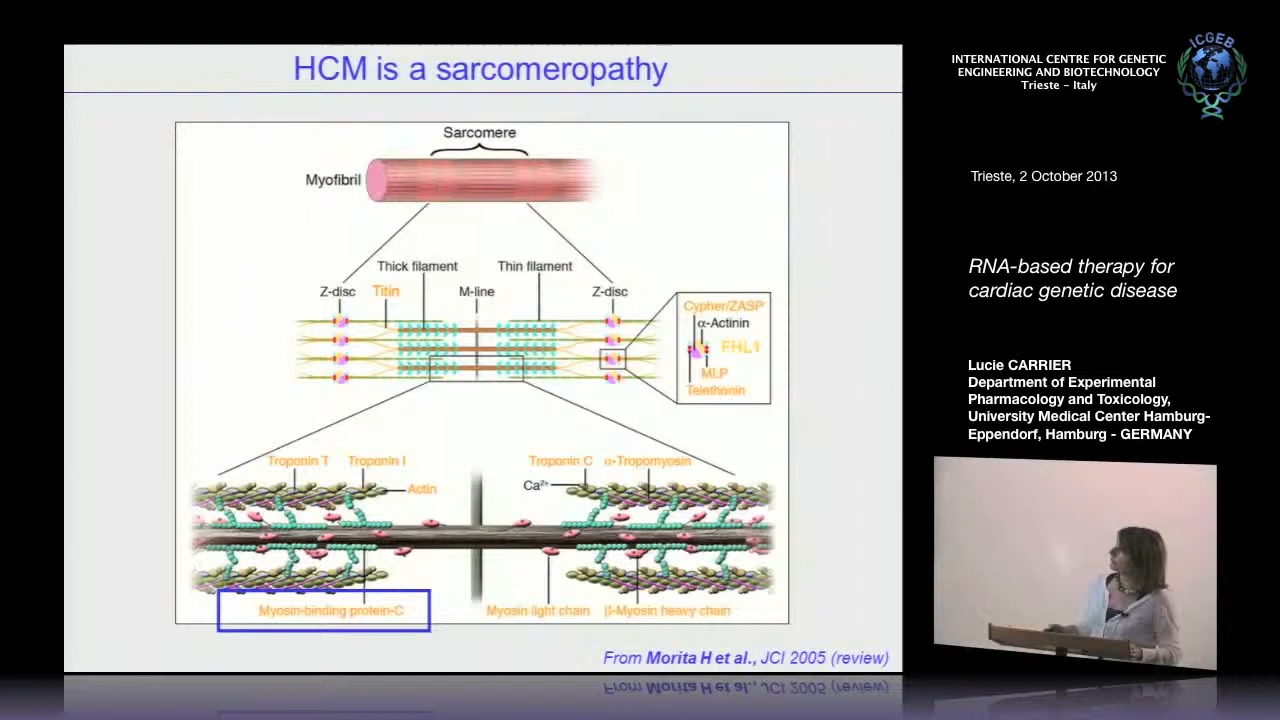 HCM is a sarcomeropathy
Sarcomere
Myofibril
Thick filament
Thin filament
Z-disc
Titin
M-line
Z-disc
Cypher/ZASP
α-Actinin
FHL1
MLP
Telethonin
Troponin T
Troponin I
Troponin C
α-Tropomyosin
Ca²⁺
Actin
Myosin-binding protein-C
Myosin light chain
β-Myosin heavy chain
From Morita H et al., JCI 2005 (review)
INTERNATIONAL CENTRE FOR GENETIC
ENGINEERING AND BIOTECHNOLOGY
Trieste - Italy
ICGEB
Trieste, 2 October 2013
RNA-based therapy for
cardiac genetic disease
Lucie CARRIER
Department of Experimental
Pharmacology and Toxicology,
University Medical Center Hamburg-
Eppendorf, Hamburg - GERMANY